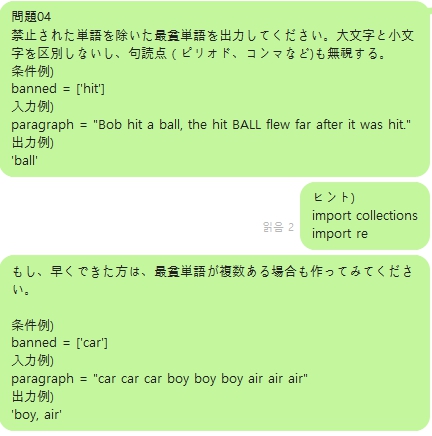 問題04
禁止された単語を除いた最貧単語を出力してください。大文字と小文
字を区別しないし、句読点 ( ピリオド、コンマなど)も無視する。
条件例)
banned = ['hit']
入力例)
paragraph = "Bob hit a ball, the hit BALL flew far after it was hit."
出力例)
'ball'
ヒント)
import collections
import re
읽음 2
もし、早くできた方は、最貧単語が複数ある場合も作ってみてくださ
い。
条件例)
banned = ['car']
入力例)
paragraph = "car car car boy boy boy air air air"
出力例)
'boy, air'